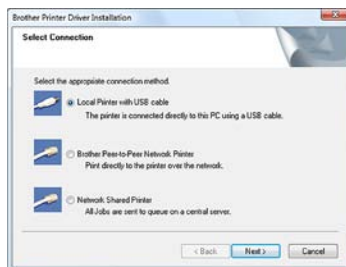 Brother Printer Driver Installation
Select Connection
Select the appropriate connection method.
Local Printer with USB cable
The printer is connected directly to this PC using a USB cable.
Brother Peer-to-Peer Network Printer
Print directly to the printer over the network.
Network Shared Printer
All Jobs are sent to queue on a central server.
< Back Next > Cancel